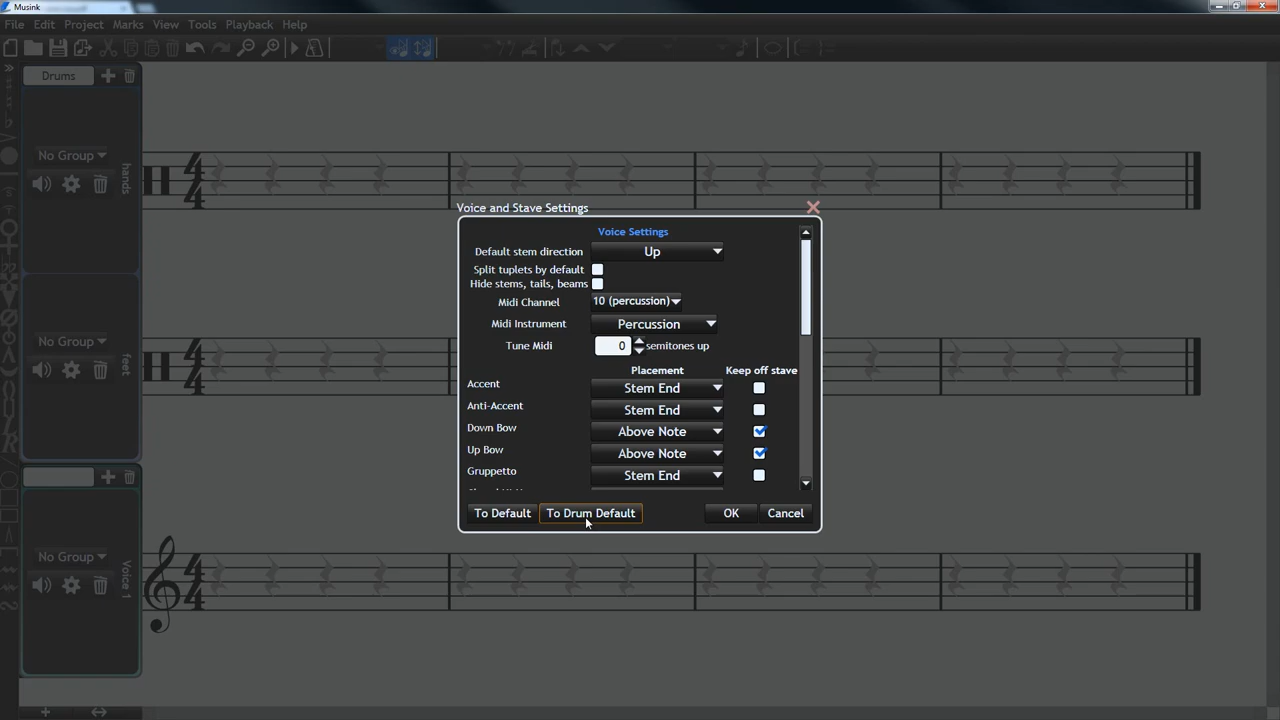 Musink
File Edit Project Marks View Tools Playback Help
Drums
No Group
hands
No Group
feet
No Group
Voice 1
Voice and Stave Settings
Voice Settings
Default stem direction Up
Split tuplets by default
Hide stems, tails, beams
Midi Channel 10 (percussion)
Midi Instrument Percussion
Tune Midi 0 semitones up
Placement Keep off stave
Accent Stem End
Anti-Accent Stem End
Down Bow Above Note
Up Bow Above Note
Gruppetto Stem End
To Default To Drum Default OK Cancel